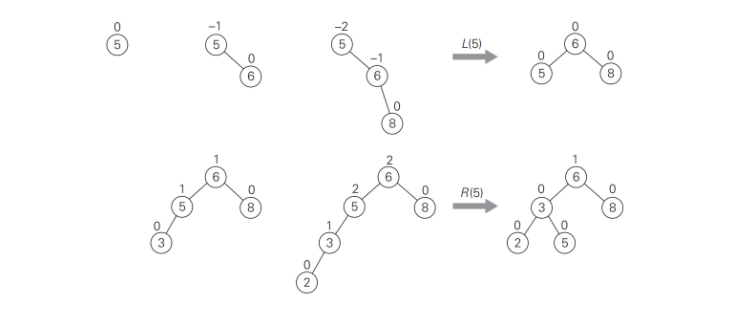 0 -1 -2 0
5 5 5 L(5) 6
0 -1 0 0
6 6 5 8
0
8
1 2 1
6 6 6
1 0 2 0 R(5) 0 0
5 8 5 8 3 8
0 1 0 0
3 3 2 5
0
2